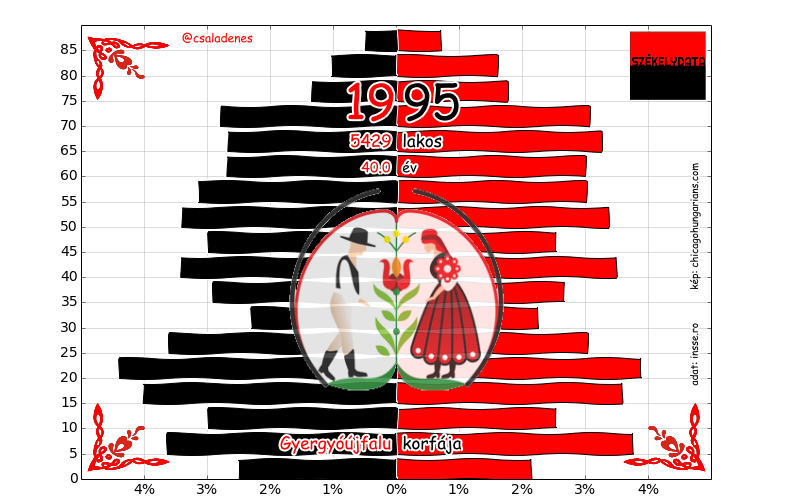 @csaladenes
SZÉKELYDATA
1995
5429 lakos
40.0 év
kép: chicagohungarians.com
adat: insse.ro
Gyergyóújfalu korfája
85
80
75
70
65
60
55
50
45
40
35
30
25
20
15
10
5
0
4% 3% 2% 1% 0% 1% 2% 3% 4%